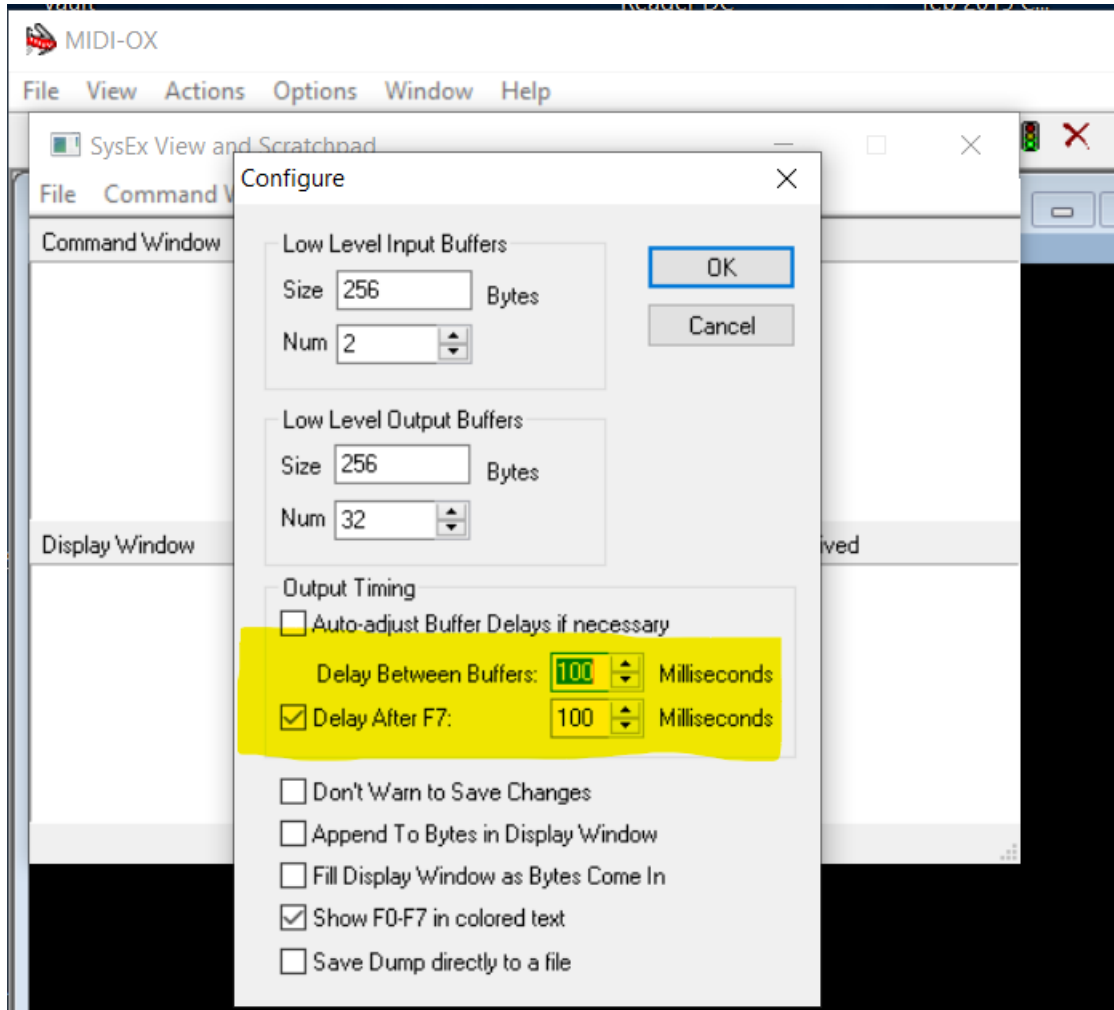 MIDI-OX
File View Actions Options Window Help
SysEx View and Scratchpad
Configure
File Command
Command Window
Low Level Input Buffers
OK
Size 256 Bytes
Cancel
Num 2
Low Level Output Buffers
Size 256 Bytes
Num 32
Display Window
Output Timing
Auto-adjust Buffer Delays if necessary
Delay Between Buffers: 100 Milliseconds
Delay After F7: 100 Milliseconds
Don't Warn to Save Changes
Append To Bytes in Display Window
Fill Display Window as Bytes Come In
Show F0-F7 in colored text
Save Dump directly to a file